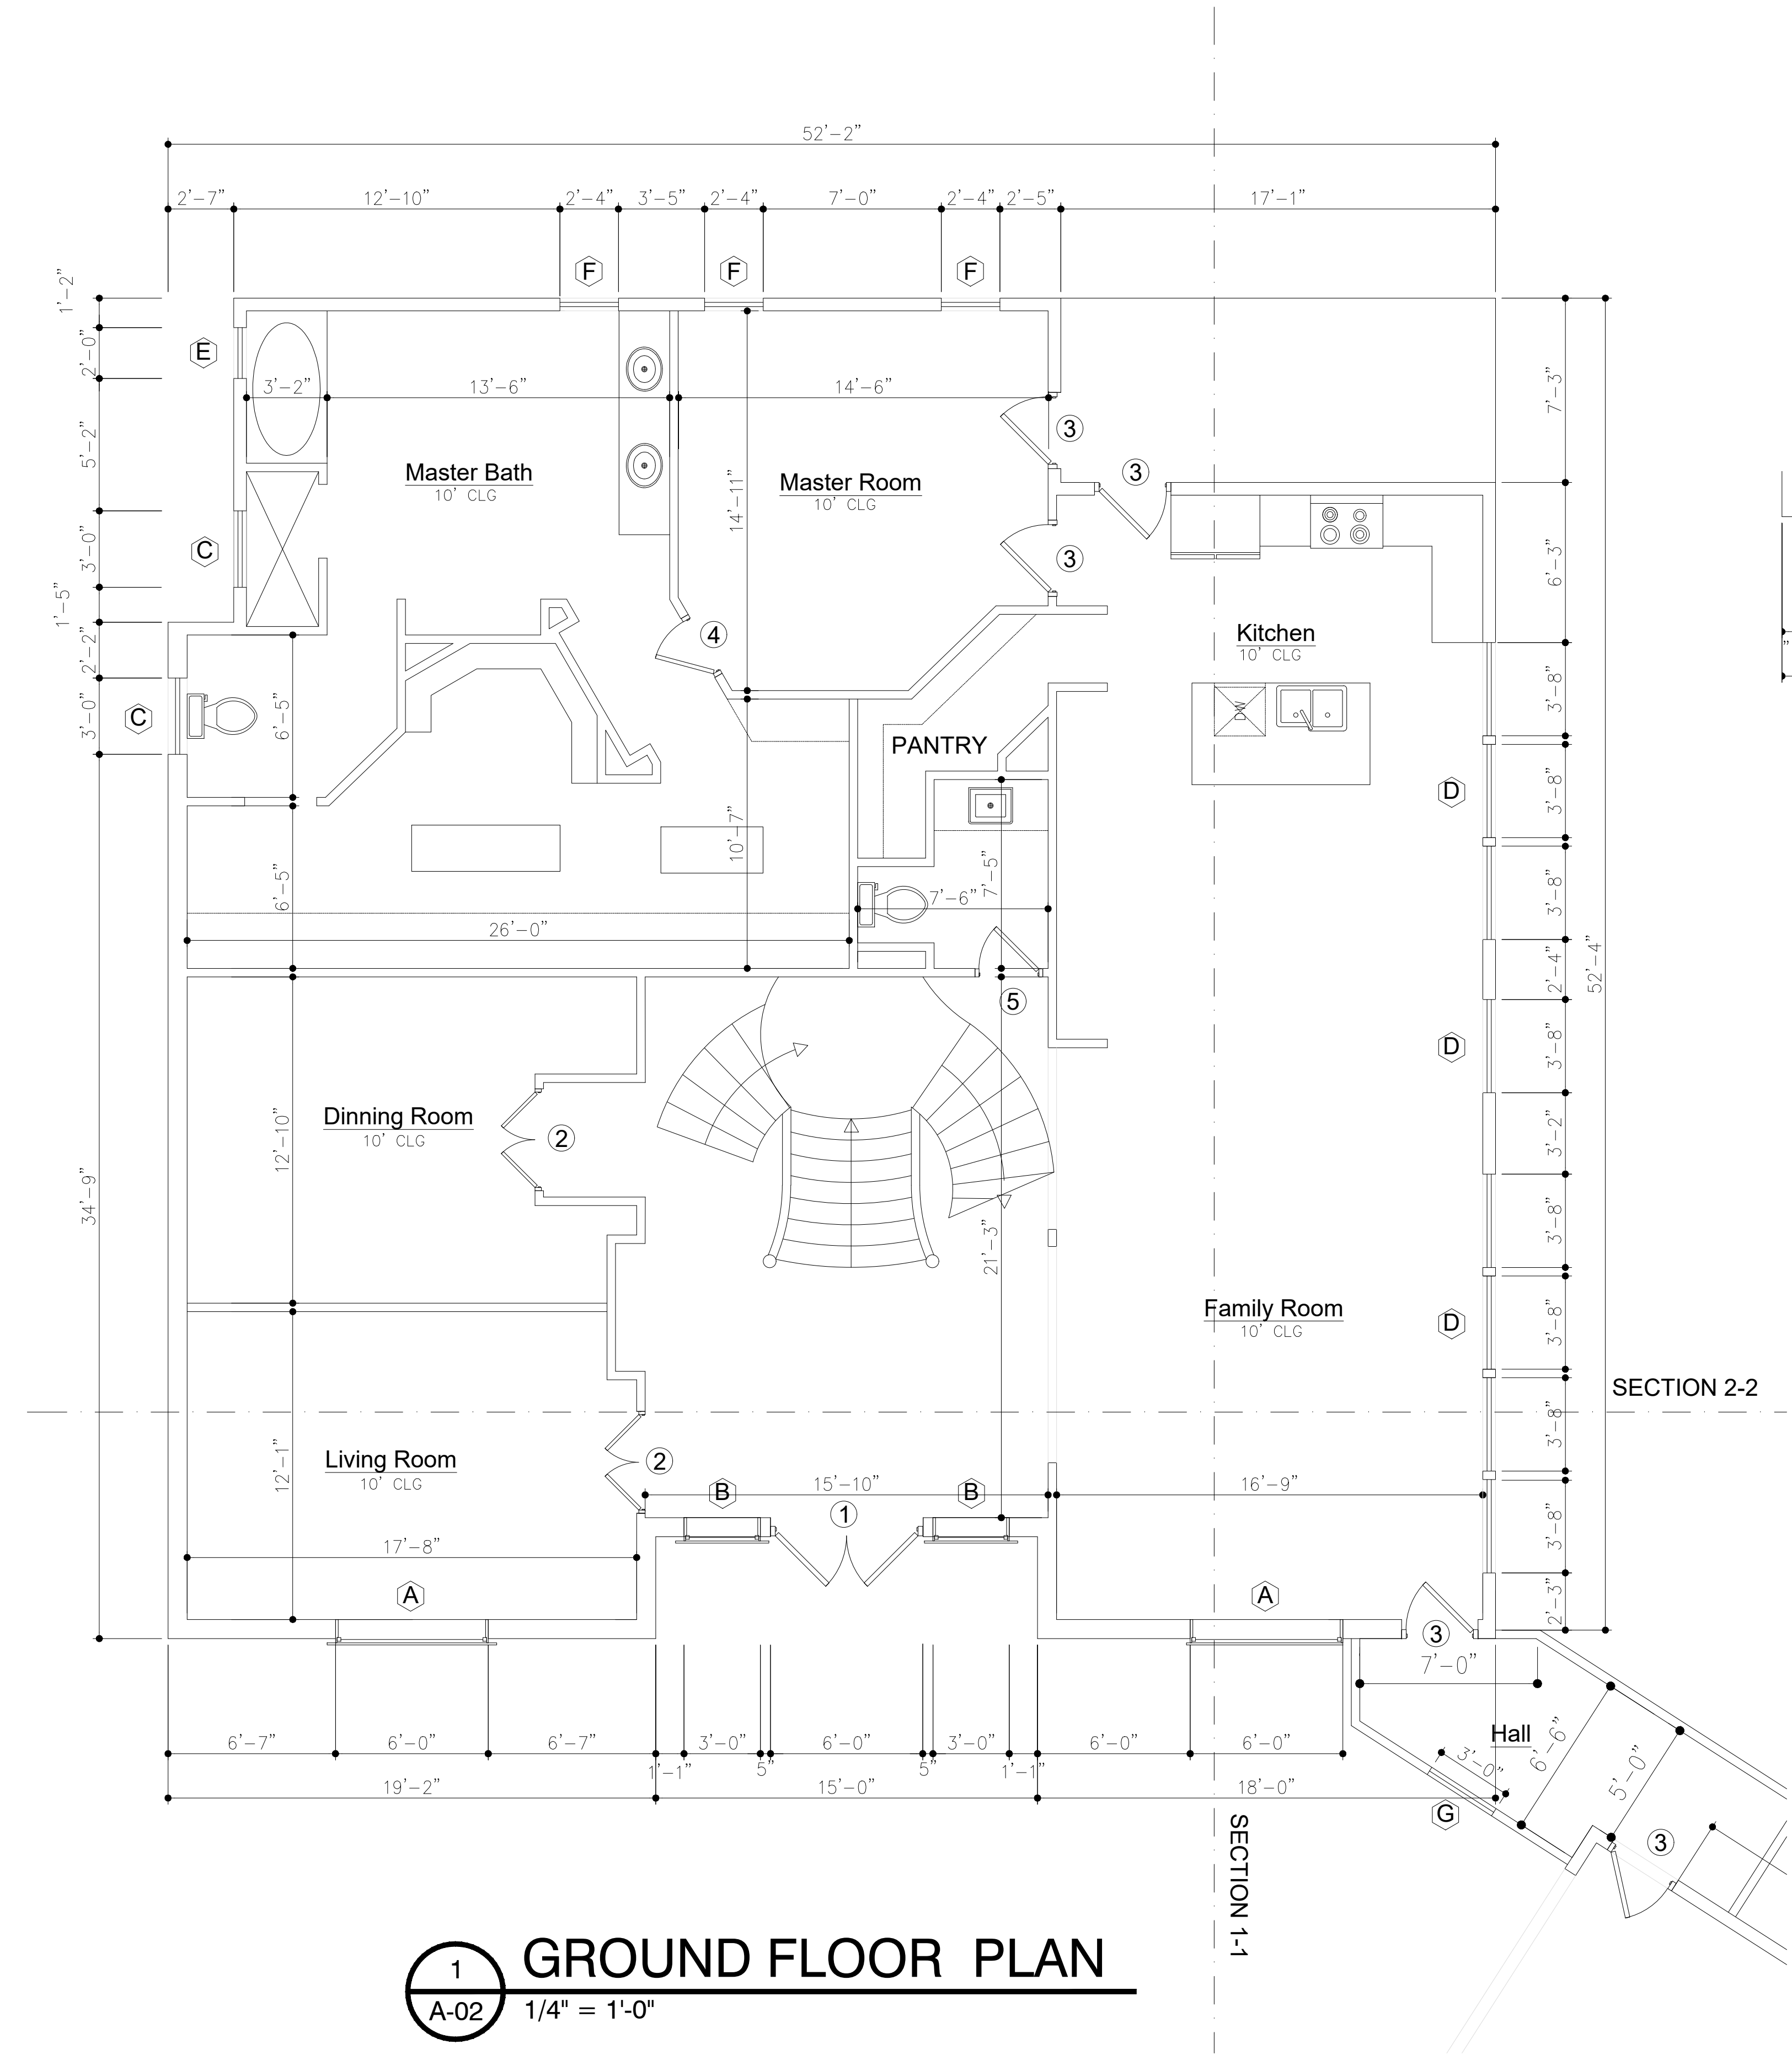 52'-2"
2'-7" 12'-10" 2'-4" 3'-5" 2'-4" 7'-0" 2'-4" 2'-5" 17'-1"
F F F
1'-2"
2'-0"
5'-2"
3'-0"
1'-5"
2'-2"
3'-0"
34'-9"
E
C
C
3'-2" 13'-6" 14'-6"
Master Bath
10' CLG
Master Room
10' CLG
14'-11"
3
3
3
4
Kitchen
10' CLG
DW
PANTRY
6'-5"
6'-5"
10'-7"
7'-5"
7'-6"
26'-0"
5
7'-3"
6'-3"
3'-8"
3'-8"
3'-8"
2'-4"
3'-8"
3'-2"
3'-8"
3'-8"
3'-8"
3'-8"
2'-3"
52'-4"
D
D
D
"
Dinning Room
10' CLG
12'-10"
2
21'-3"
Family Room
10' CLG
SECTION 2-2
Living Room
10' CLG
12'-1"
2
B 15'-10" B 16'-9"
1
17'-8"
A A
3
7'-0"
Hall
6'-6"
3'-0"
5'-0"
G
3
6'-7" 6'-0" 6'-7" 1'-1" 3'-0" 5" 6'-0" 5" 3'-0" 1'-1" 6'-0" 6'-0"
19'-2" 15'-0" 18'-0"
SECTION 1-1
1
A-02
GROUND FLOOR PLAN
1/4" = 1'-0"